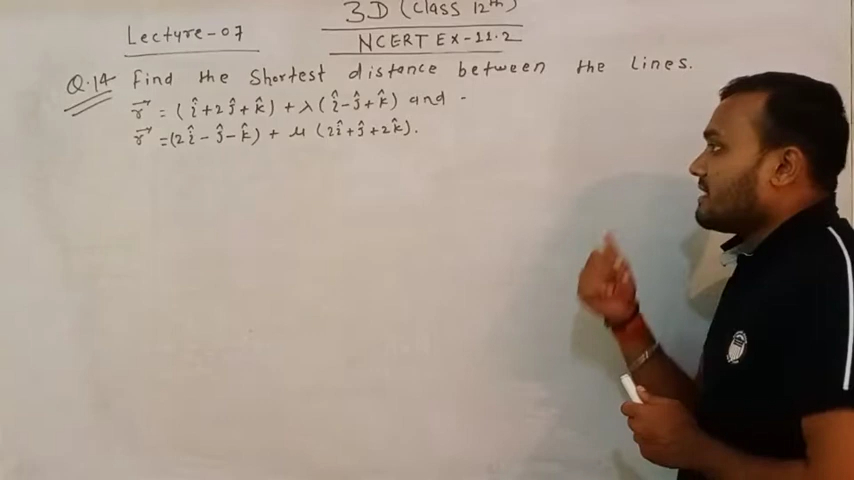 3D (Class 12th)
Lecture-07
NCERT EX-11.2
Q.14 Find the Shortest distance between the lines.
r⃗ = (î+2ĵ+k̂) + λ(î-ĵ+k̂) and -
r⃗ =(2î-ĵ-k̂) + μ (2î+ĵ+2k̂).